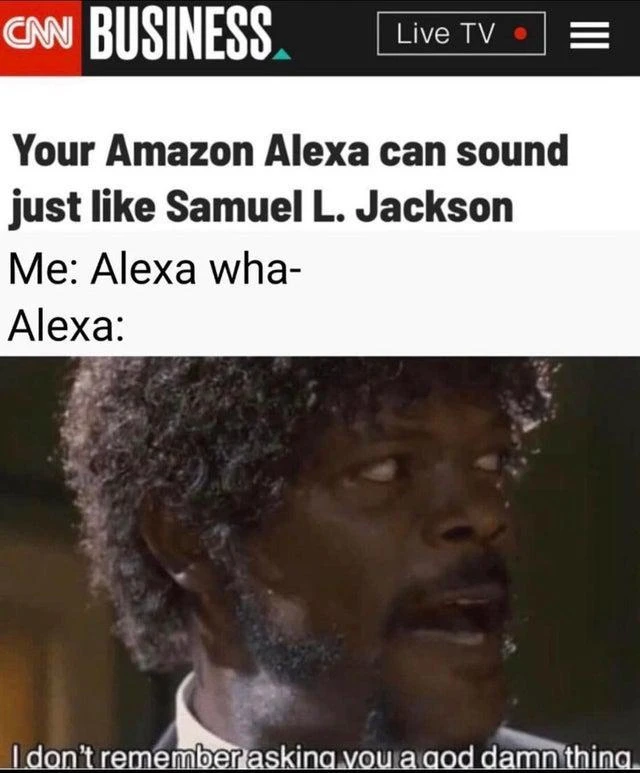 CNN BUSINESS
Live TV
Your Amazon Alexa can sound
just like Samuel L. Jackson
Me: Alexa wha-
Alexa:
I don't remember asking you a god damn thing